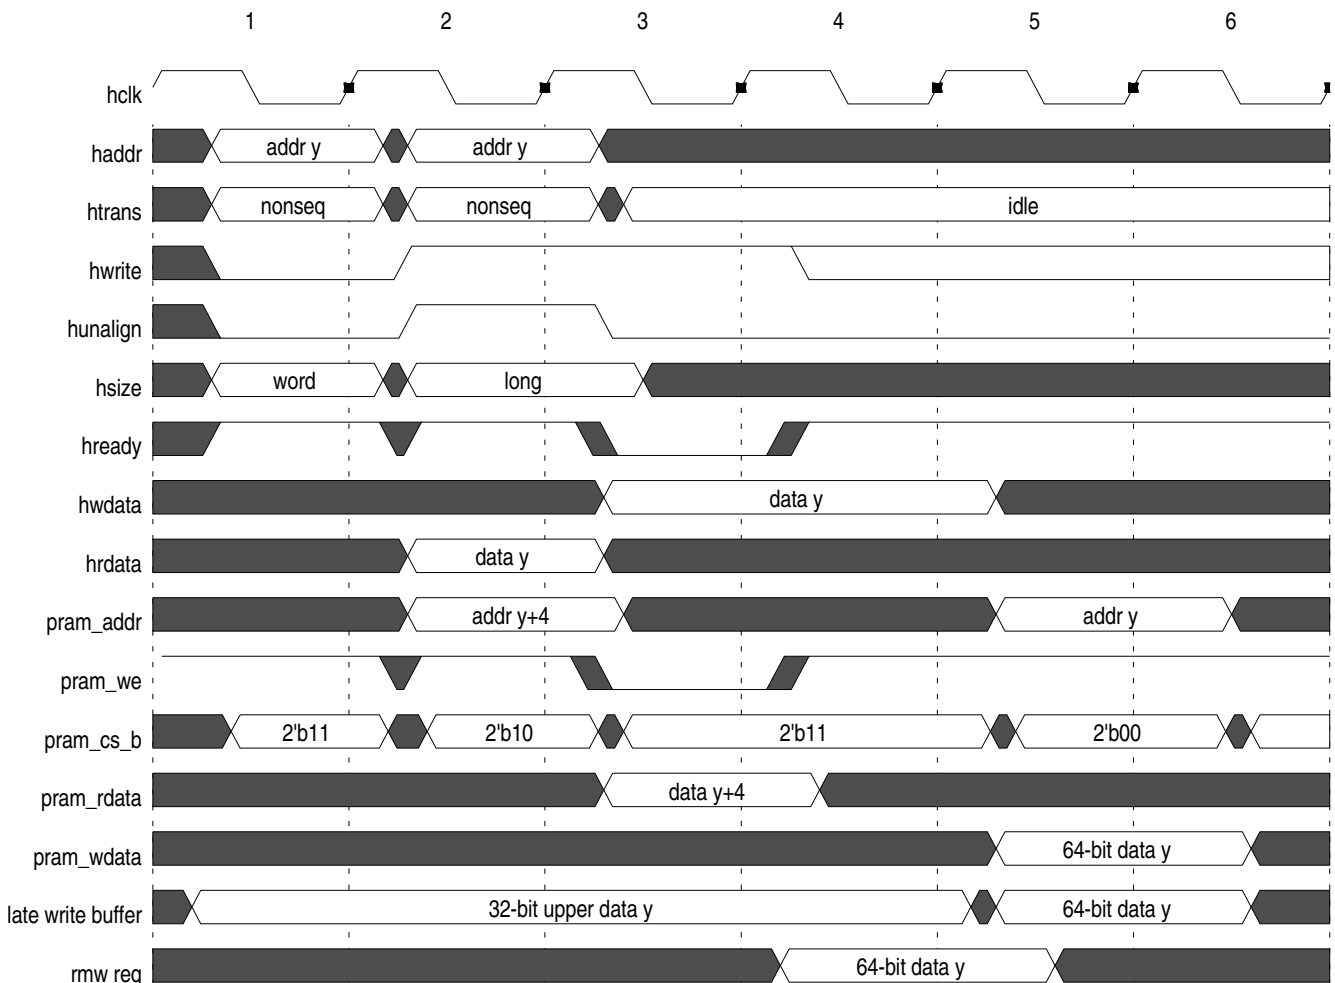 1 2 3 4 5 6
hclk
haddr addr y addr y
htrans nonseq nonseq idle
hwrite
hunalign
hsize word long
hready
hwdata data y
hrdata data y
pram_addr addr y+4 addr y
pram_we
pram_cs_b 2'b11 2'b10 2'b11 2'b00
pram_rdata data y+4
pram_wdata 64-bit data y
late write buffer 32-bit upper data y 64-bit data y
rmw reg 64-bit data y